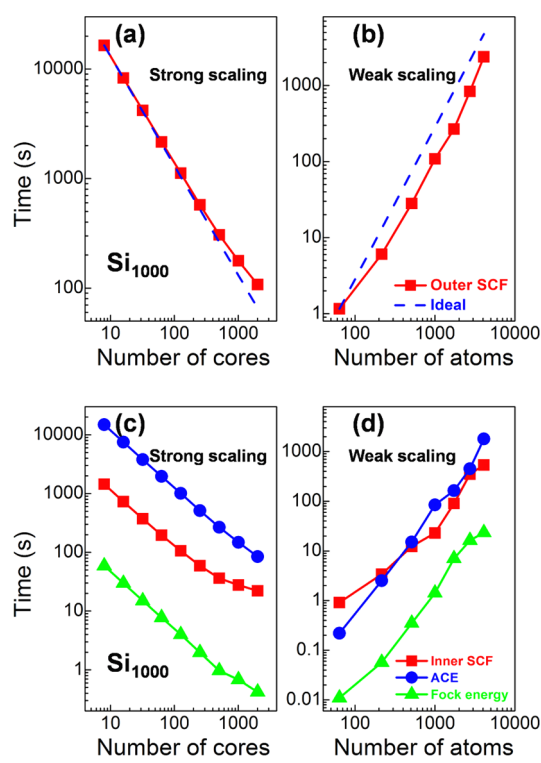 (a)
Strong scaling
Si1000
Time (s)
10000
1000
100
10 100 1000
Number of cores
(b)
Weak scaling
Outer SCF
Ideal
1000
100
10
1
100 1000 10000
Number of atoms
(c)
Strong scaling
Si1000
Time (s)
10000
1000
100
10
1
10 100 1000
Number of cores
(d)
Weak scaling
Inner SCF
ACE
Fock energy
1000
100
10
1
0.1
0.01
100 1000 10000
Number of atoms